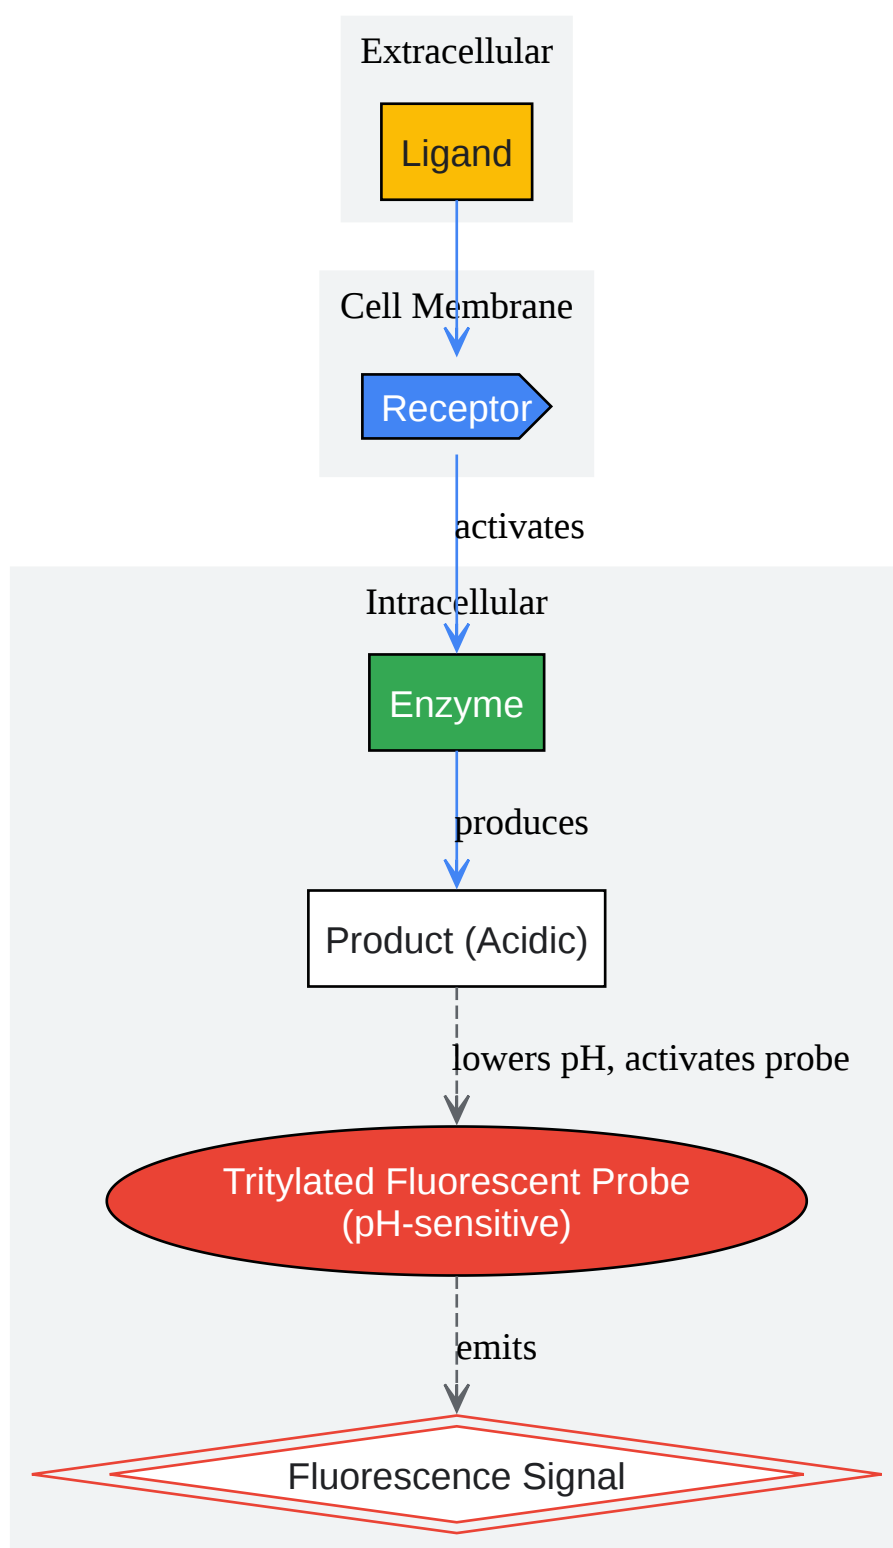 Extracellular
Ligand
Cell Membrane
Receptor
activates
Intracellular
Enzyme
produces
Product (Acidic)
lowers pH, activates probe
Tritylated Fluorescent Probe
(pH-sensitive)
emits
Fluorescence Signal